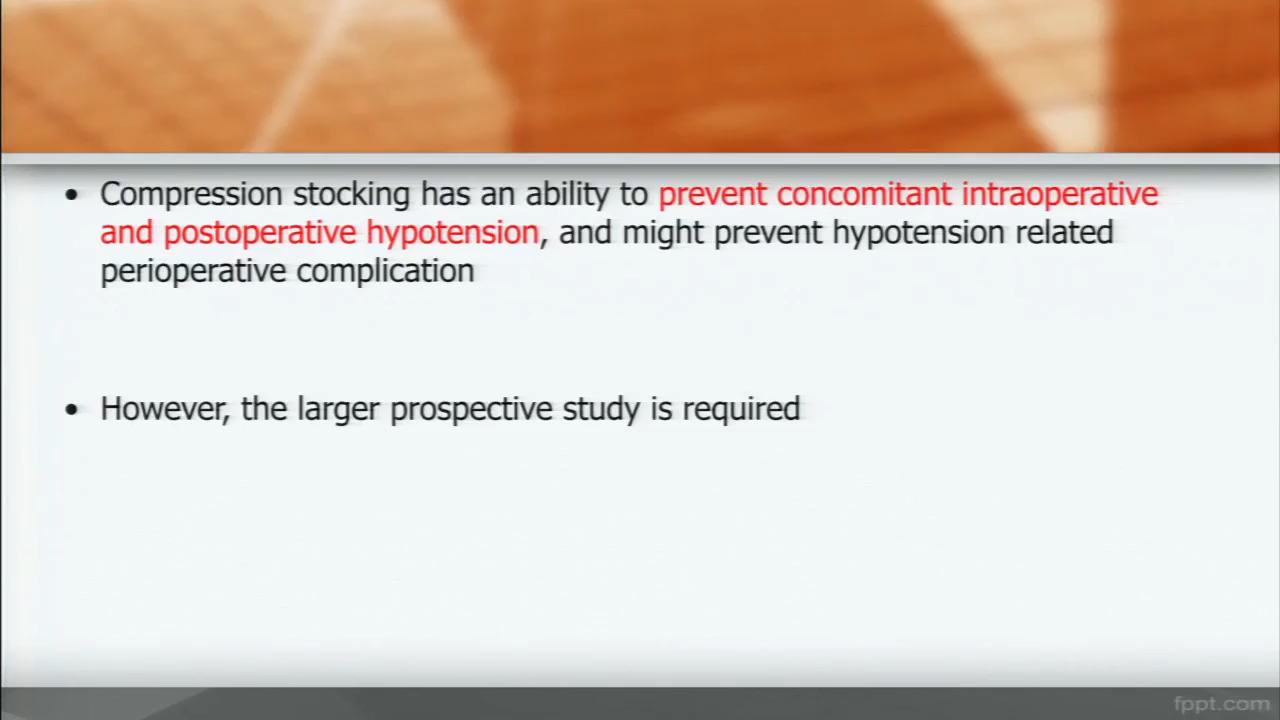 • Compression stocking has an ability to prevent concomitant intraoperative
and postoperative hypotension, and might prevent hypotension related
perioperative complication
• However, the larger prospective study is required
fppt.com